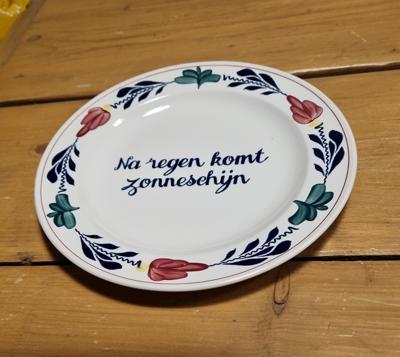 Na regen komt
zonneschijn